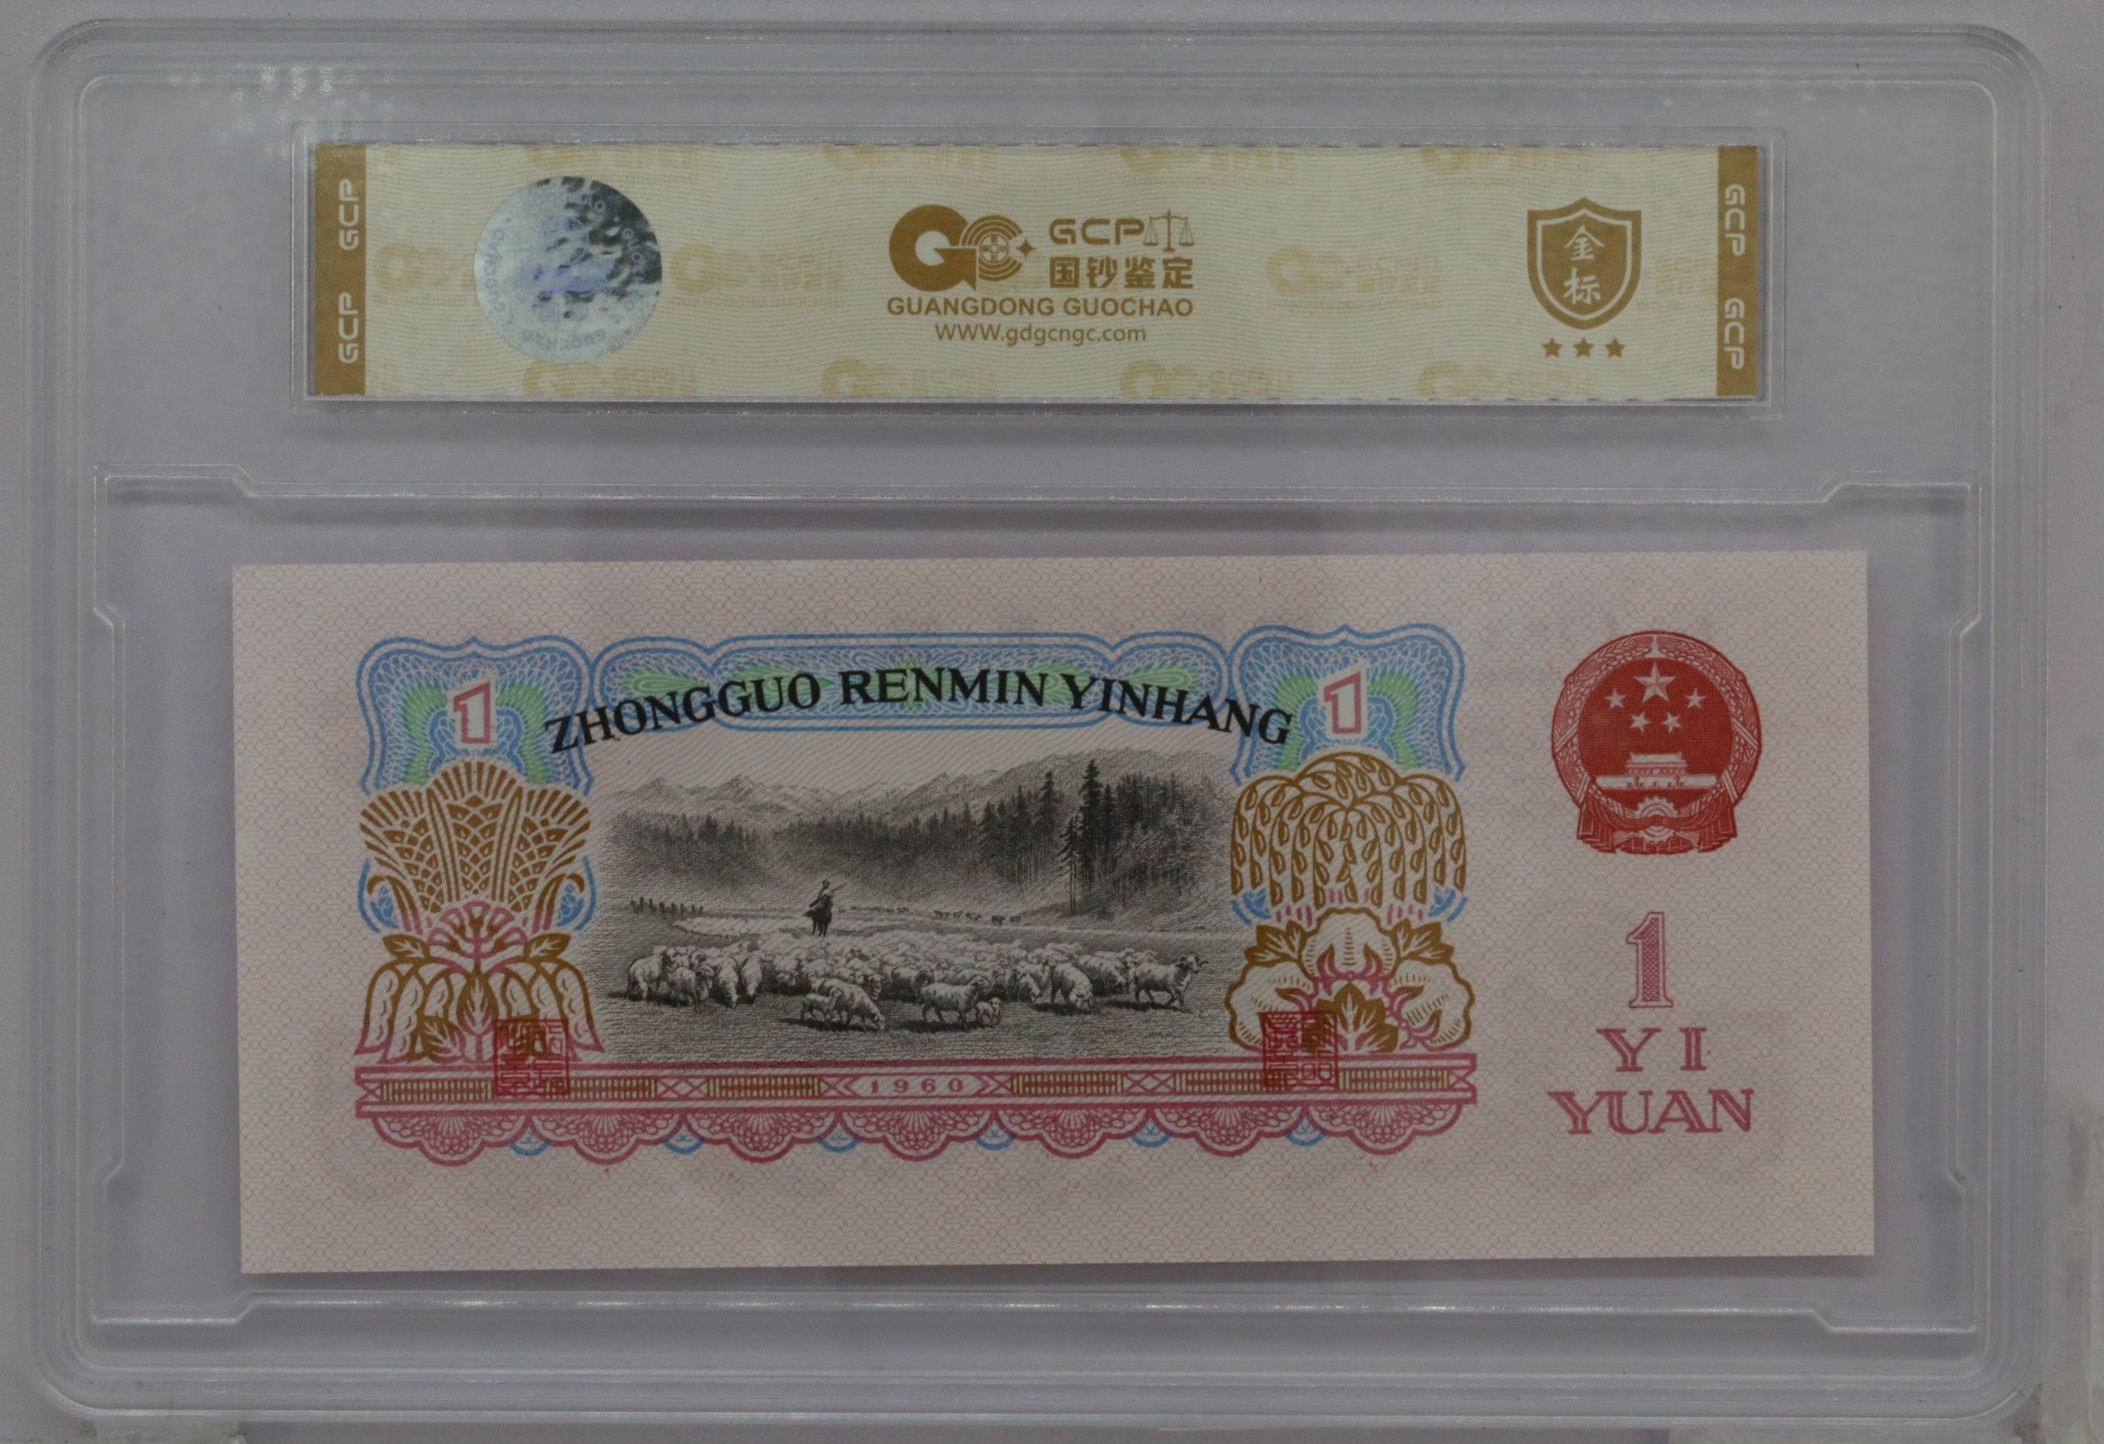 GCP GCP
GCP
国钞鉴定
GUANGDONG GUOCHAO
WWW.gdgcngc.com
金标
GCP GCP
1
ZHONGGUO RENMIN YINHANG
1
1960
1
YI
YUAN